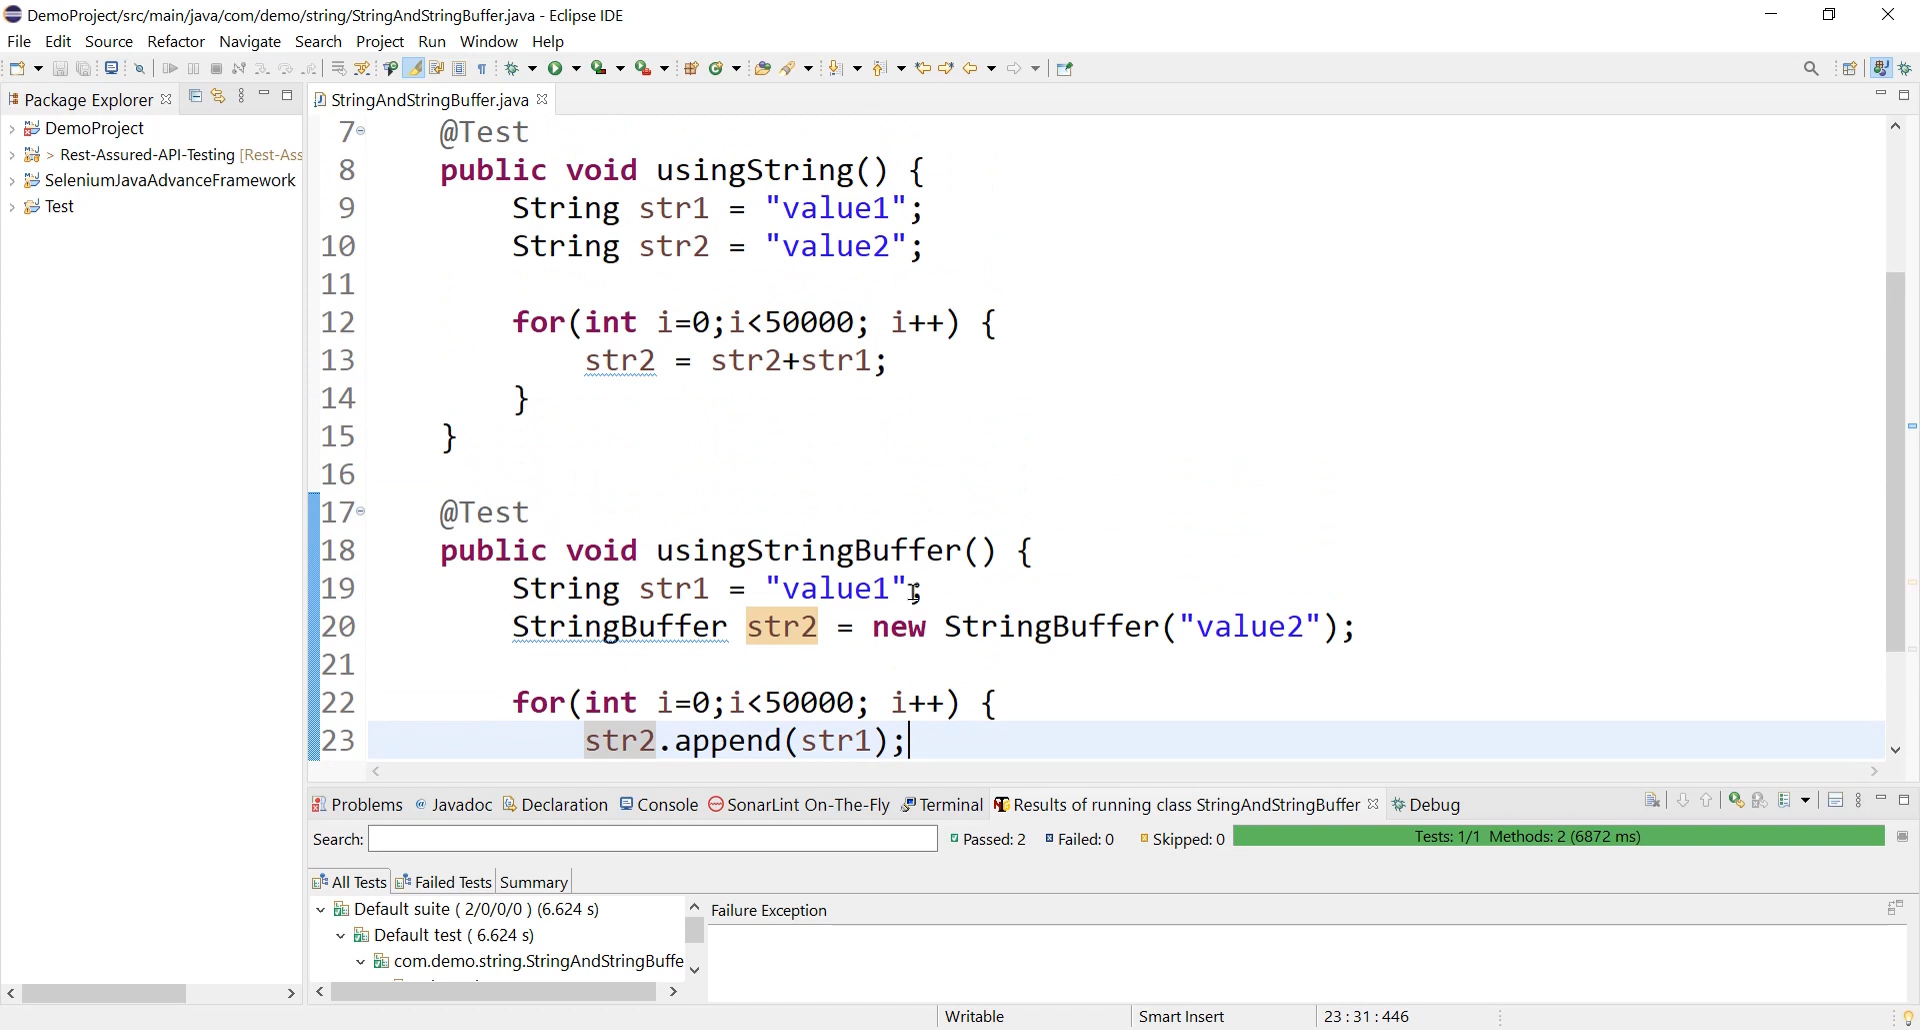 DemoProject/src/main/java/com/demo/string/StringAndStringBuffer.java - Eclipse IDE
File Edit Source Refactor Navigate Search Project Run Window Help
Package Explorer
StringAndStringBuffer.java
DemoProject
> Rest-Assured-API-Testing [Rest-Ass
SeleniumJavaAdvanceFramework
Test
7 @Test
8 public void usingString() {
9 String str1 = "value1";
10 String str2 = "value2";
11
12 for(int i=0;i<50000; i++) {
13 str2 = str2+str1;
14 }
15 }
16
17 @Test
18 public void usingStringBuffer() {
19 String str1 = "value1";
20 StringBuffer str2 = new StringBuffer("value2");
21
22 for(int i=0;i<50000; i++) {
23 str2.append(str1);
Problems @ Javadoc Declaration Console SonarLint On-The-Fly Terminal Results of running class StringAndStringBuffer Debug
Search: Passed: 2 Failed: 0 Skipped: 0 Tests: 1/1 Methods: 2 (6872 ms)
All Tests Failed Tests Summary
Default suite ( 2/0/0/0 ) (6.624 s)
Default test ( 6.624 s)
com.demo.string.StringAndStringBuffe
Failure Exception
Writable Smart Insert 23 : 31 : 446